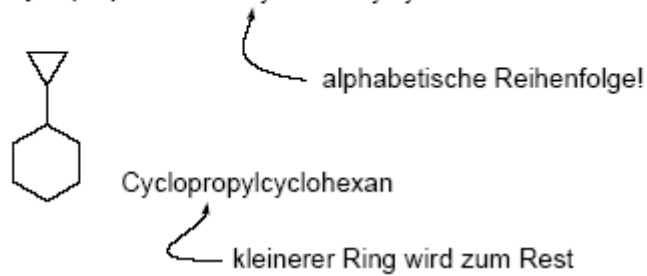 alphabetische Reihenfolge!
Cyclopropylcyclohexan
kleinerer Ring wird zum Rest